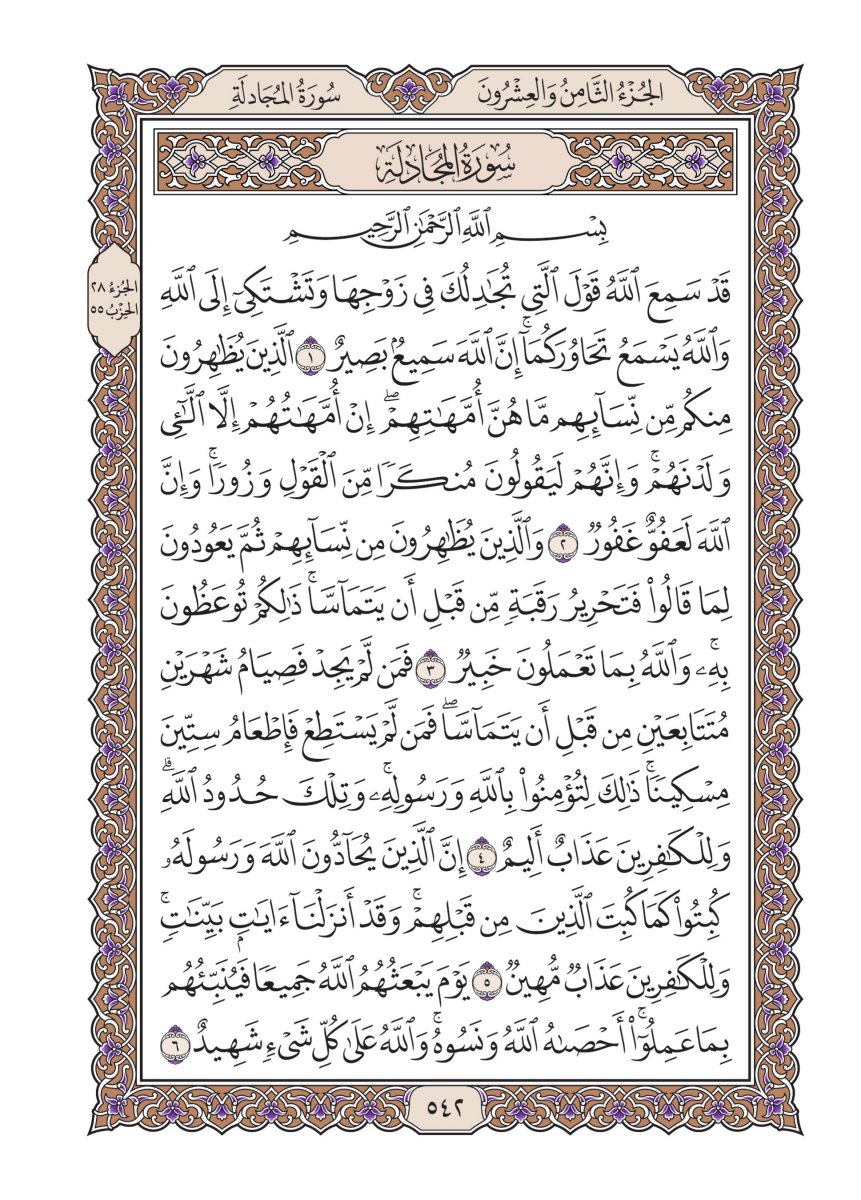 الجُزْءُ الثَّامِنُ وَالعِشْرُونَ
سُورَةُ المُجَادلَةِ
سُورَةُ المُجَادلَةِ
بِسْمِ ٱللَّهِ ٱلرَّحْمَٰنِ ٱلرَّحِيمِ
قَدْ سَمِعَ ٱللَّهُ قَوْلَ ٱلَّتِي تُجَٰدِلُكَ فِي زَوْجِهَا وَتَشْتَكِيٓ إِلَى ٱللَّهِ
وَٱللَّهُ يَسْمَعُ تَحَاوُرَكُمَآۚ إِنَّ ٱللَّهَ سَمِيعُۢ بَصِيرٌ ١ ٱلَّذِينَ يُظَٰهِرُونَ
مِنكُم مِّن نِّسَآئِهِم مَّا هُنَّ أُمَّهَٰتِهِمْۖ إِنْ أُمَّهَٰتُهُمْ إِلَّا ٱلَّٰٓـِٔي
وَلَدْنَهُمْۚ وَإِنَّهُمْ لَيَقُولُونَ مُنكَرًا مِّنَ ٱلْقَوْلِ وَزُورًاۚ وَإِنَّ
ٱللَّهَ لَعَفُوٌّ غَفُورٌ ٢ وَٱلَّذِينَ يُظَٰهِرُونَ مِن نِّسَآئِهِمْ ثُمَّ يَعُودُونَ
لِمَا قَالُوا۟ فَتَحْرِيرُ رَقَبَةٍ مِّن قَبْلِ أَن يَتَمَآسَّاۚ ذَٰلِكُمْ تُوعَظُونَ
بِهِۦۚ وَٱللَّهُ بِمَا تَعْمَلُونَ خَبِيرٌ ٣ فَمَن لَّمْ يَجِدْ فَصِيَامُ شَهْرَيْنِ
مُتَتَابِعَيْنِ مِن قَبْلِ أَن يَتَمَآسَّاۖ فَمَن لَّمْ يَسْتَطِعْ فَإِطْعَامُ سِتِّينَ
مِسْكِينًاۚ ذَٰلِكَ لِتُؤْمِنُوا۟ بِٱللَّهِ وَرَسُولِهِۦۚ وَتِلْكَ حُدُودُ ٱللَّهِۗ
وَلِلْكَٰفِرِينَ عَذَابٌ أَلِيمٌ ٤ إِنَّ ٱلَّذِينَ يُحَآدُّونَ ٱللَّهَ وَرَسُولَهُۥ
كُبِتُوا۟ كَمَا كُبِتَ ٱلَّذِينَ مِن قَبْلِهِمْۚ وَقَدْ أَنزَلْنَآ ءَايَٰتِۭ بَيِّنَٰتٍۚ
وَلِلْكَٰفِرِينَ عَذَابٌ مُّهِينٌ ٥ يَوْمَ يَبْعَثُهُمُ ٱللَّهُ جَمِيعًا فَيُنَبِّئُهُم
بِمَا عَمِلُوٓا۟ۚ أَحْصَىٰهُ ٱللَّهُ وَنَسُوهُۚ وَٱللَّهُ عَلَىٰ كُلِّ شَيْءٍ شَهِيدٌ ٦
الجُزْءُ ٢٨
الحِزْبُ ٥٥
٥٤٢